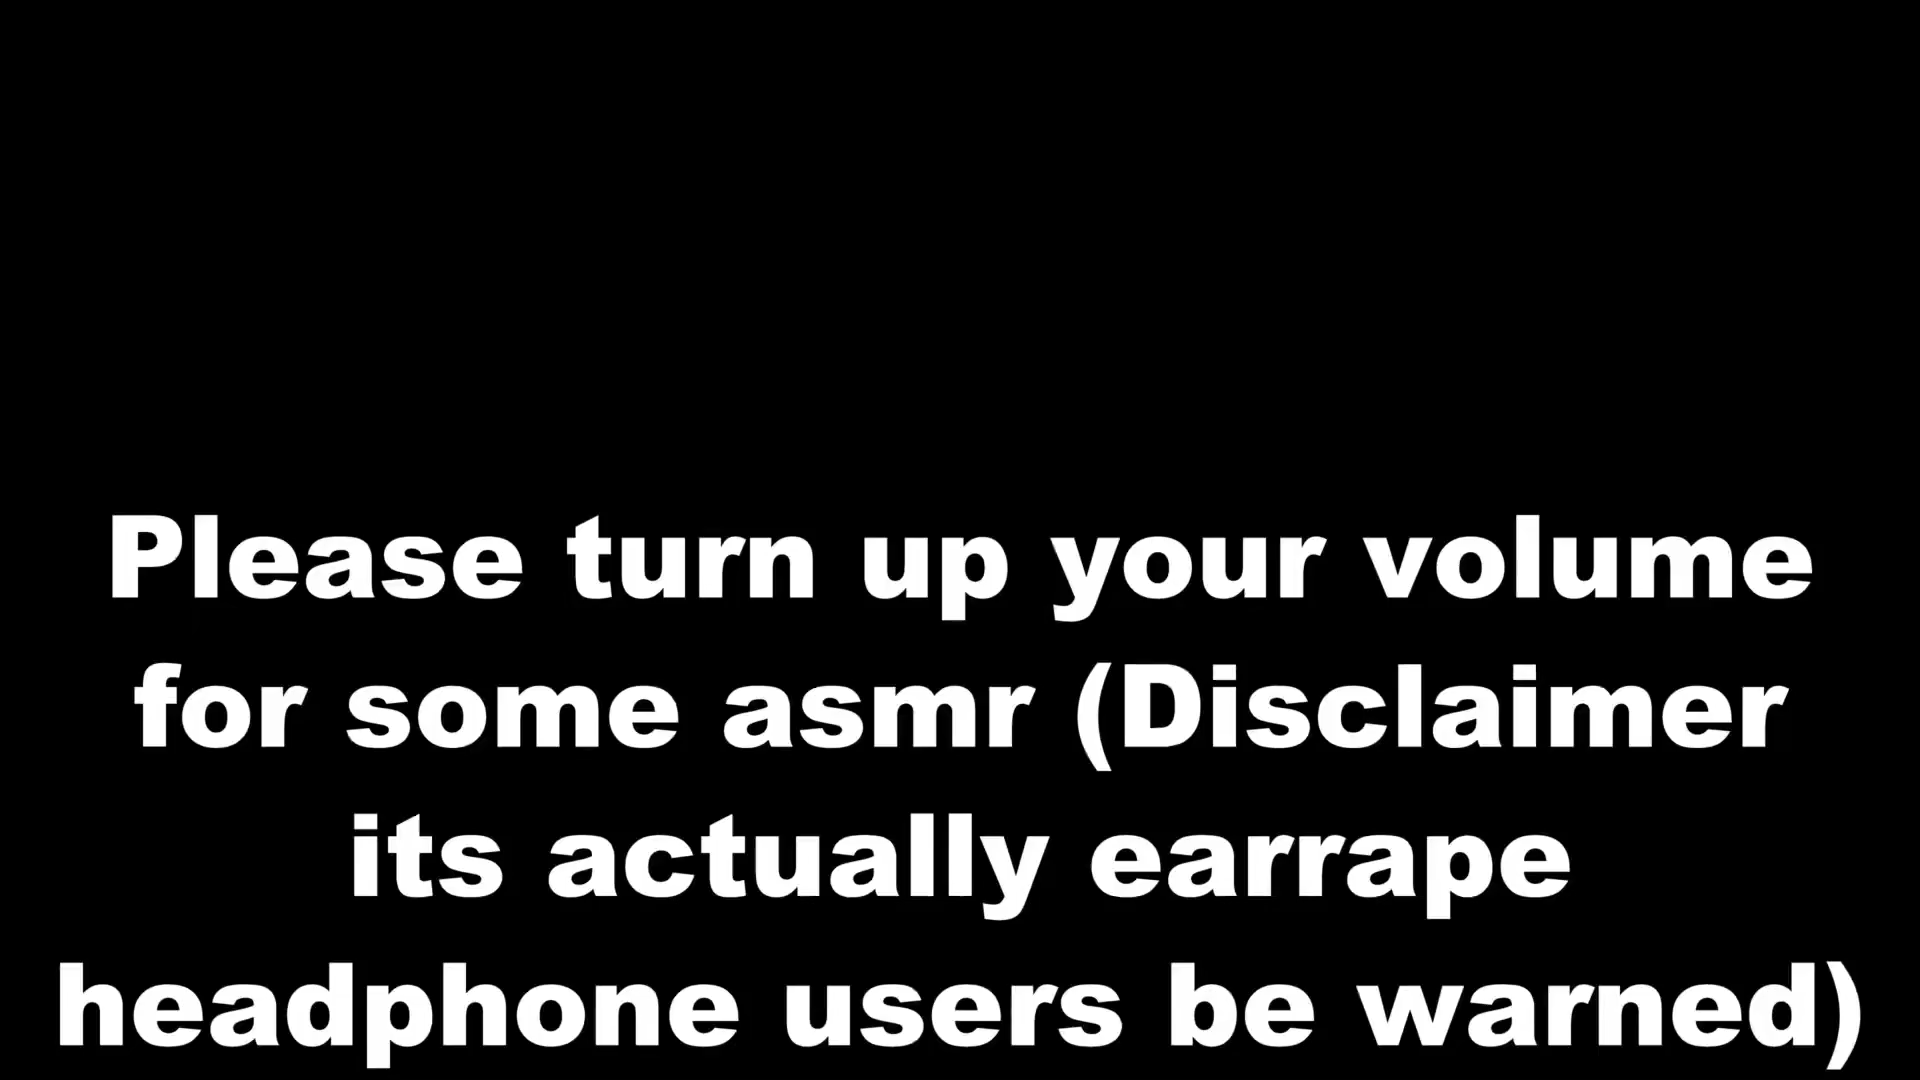 Please turn up your volume
for some asmr (Disclaimer
its actually earrape
headphone users be warned)